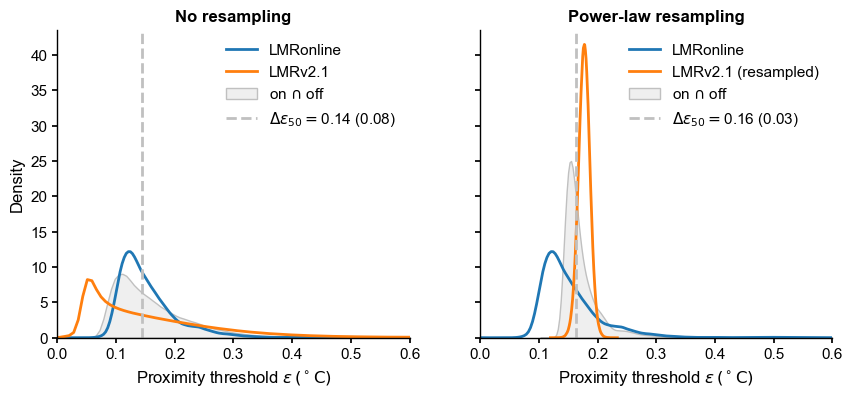 No resampling
Power-law resampling
LMRonline
LMRv2.1
on ∩ off
Δε₅₀ = 0.14 (0.08)
LMRonline
LMRv2.1 (resampled)
on ∩ off
Δε₅₀ = 0.16 (0.03)
Density
40
35
30
25
20
15
10
5
0
0.0 0.1 0.2 0.3 0.4 0.5 0.6
0.0 0.1 0.2 0.3 0.4 0.5 0.6
Proximity threshold ε (°C)
Proximity threshold ε (°C)